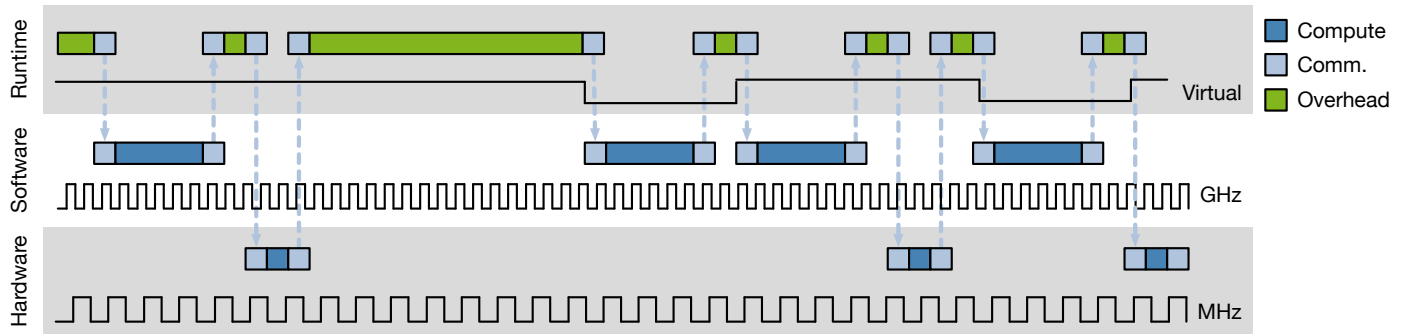 Runtime
Virtual
Software
GHz
Hardware
MHz
Compute
Comm.
Overhead